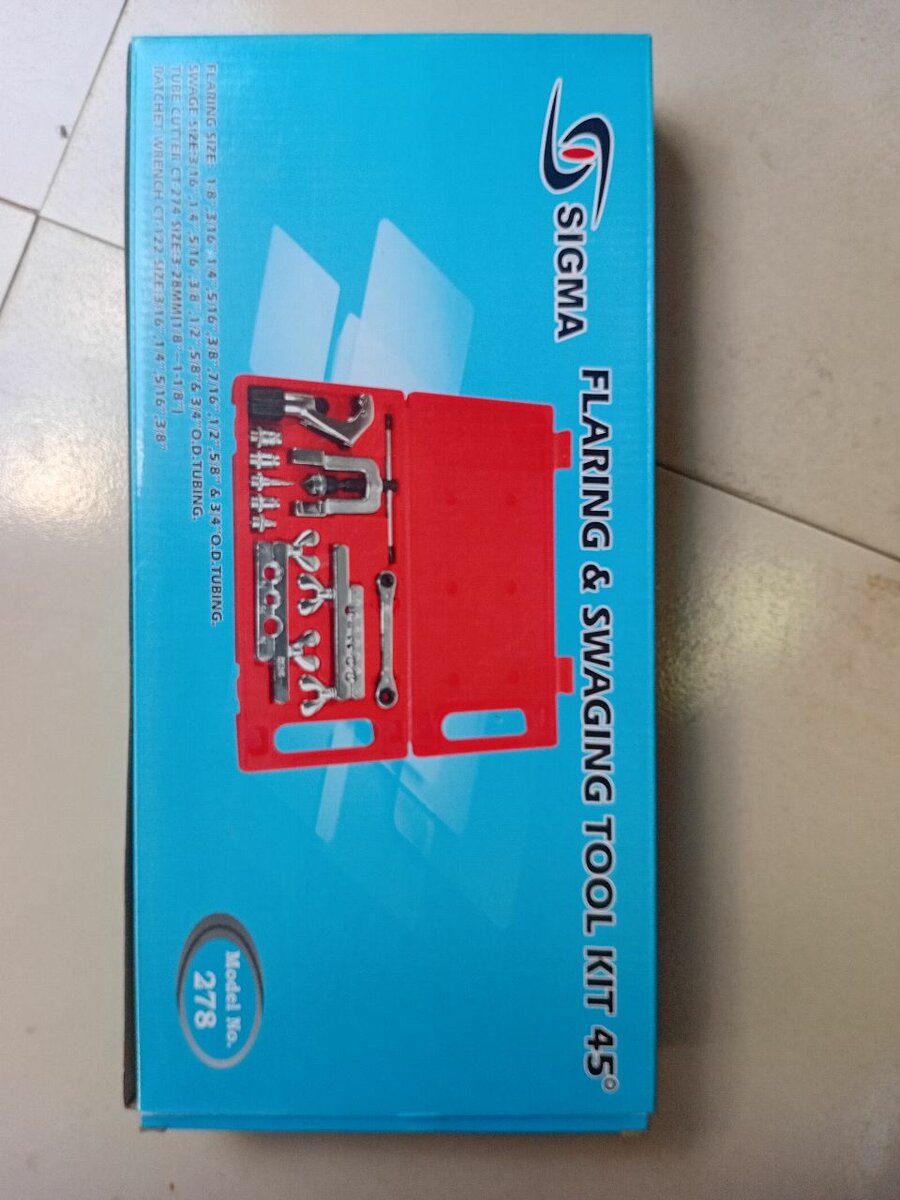 SIGMA
FLARING & SWAGING TOOL KIT 45°
FLARING SIZE: 1/8",3/16",1/4",5/16",3/8",7/16",1/2",5/8" & 3/4"O.D.TUBING.
SWAGE SIZE:3/16",1/4",5/16",3/8",1/2",5/8"& 3/4"O.D.TUBING.
TUBE CUTTER CT-274 SIZE:3-28MM(1/8"~1-1/8")
RATCHET WRENCH CT-122 SIZE:3/16",1/4",5/16",3/8"
Model No.
278